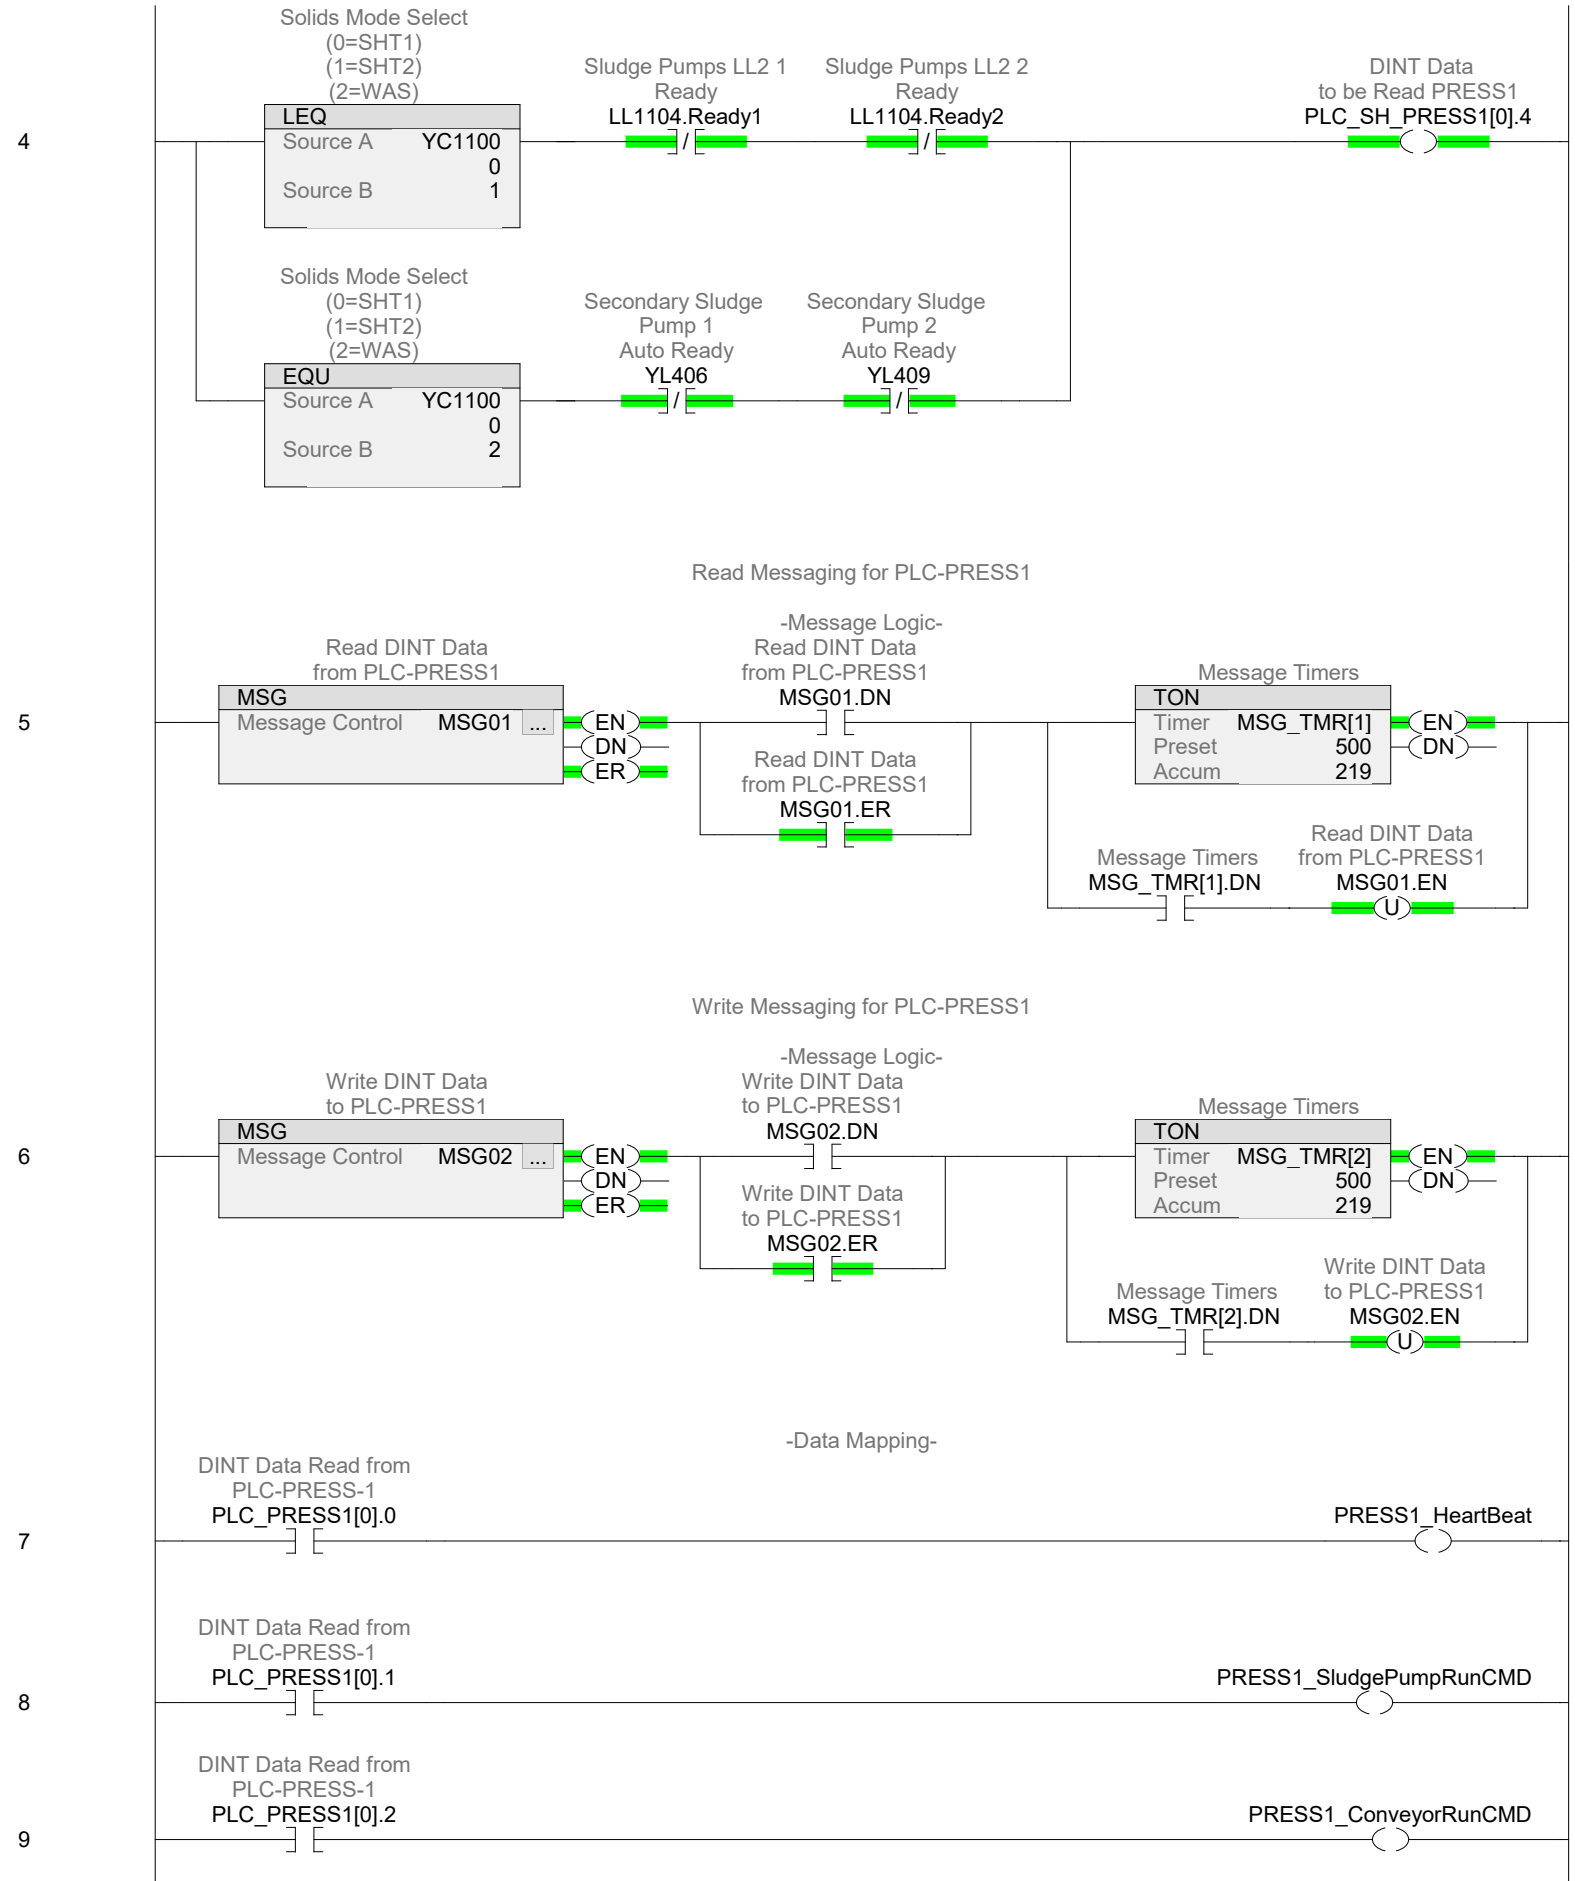 Solids Mode Select
(0=SHT1)
(1=SHT2)
(2=WAS)
Sludge Pumps LL2 1
Ready
LL1104.Ready1
Sludge Pumps LL2 2
Ready
LL1104.Ready2
DINT Data
to be Read PRESS1
PLC_SH_PRESS1[0].4
4
LEQ
Source A YC1100
0
Source B 1
/
/
Solids Mode Select
(0=SHT1)
(1=SHT2)
(2=WAS)
Secondary Sludge
Pump 1
Auto Ready
YL406
Secondary Sludge
Pump 2
Auto Ready
YL409
EQU
Source A YC1100
0
Source B 2
/
/
Read Messaging for PLC-PRESS1
-Message Logic-
Read DINT Data
from PLC-PRESS1
5
MSG
Message Control MSG01 ...
EN
DN
ER
Read DINT Data
from PLC-PRESS1
MSG01.DN
Read DINT Data
from PLC-PRESS1
MSG01.ER
Message Timers
TON
Timer MSG_TMR[1]
Preset 500
Accum 219
EN
DN
Message Timers
MSG_TMR[1].DN
Read DINT Data
from PLC-PRESS1
MSG01.EN
U
Write Messaging for PLC-PRESS1
-Message Logic-
Write DINT Data
to PLC-PRESS1
6
MSG
Message Control MSG02 ...
EN
DN
ER
Write DINT Data
to PLC-PRESS1
MSG02.DN
Write DINT Data
to PLC-PRESS1
MSG02.ER
Message Timers
TON
Timer MSG_TMR[2]
Preset 500
Accum 219
EN
DN
Message Timers
MSG_TMR[2].DN
Write DINT Data
to PLC-PRESS1
MSG02.EN
U
-Data Mapping-
DINT Data Read from
PLC-PRESS-1
PLC_PRESS1[0].0
PRESS1_HeartBeat
7
DINT Data Read from
PLC-PRESS-1
PLC_PRESS1[0].1
PRESS1_SludgePumpRunCMD
8
DINT Data Read from
PLC-PRESS-1
PLC_PRESS1[0].2
PRESS1_ConveyorRunCMD
9